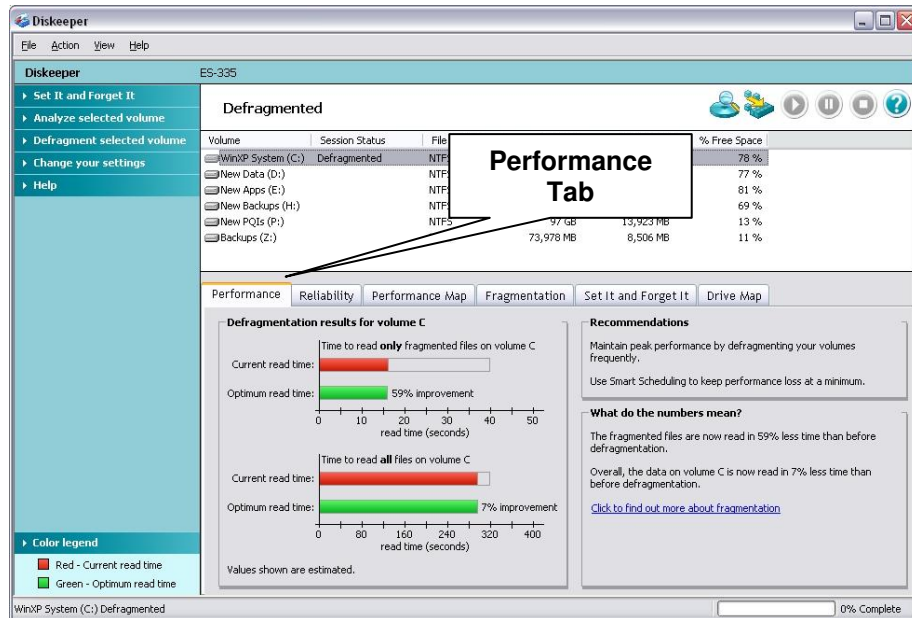 Diskeeper
File Action View Help
Diskeeper ES-335
Set It and Forget It
Analyze selected volume
Defragment selected volume
Change your settings
Help
Defragmented
Volume Session Status File % Free Space
WinXP System (C:) Defragmented NTFS 78 %
New Data (D:) NTF 77 %
New Apps (E:) NTF 81 %
New Backups (H:) NTF 69 %
New PQIs (P:) NTFS 97 GB 13,923 MB 13 %
Backups (Z:) 73,978 MB 8,506 MB 11 %
Performance
Tab
Performance Reliability Performance Map Fragmentation Set It and Forget It Drive Map
Defragmentation results for volume C
Time to read only fragmented files on volume C
Current read time:
Optimum read time: 59% improvement
0 10 20 30 40 50
read time (seconds)
Time to read all files on volume C
Current read time:
Optimum read time: 7% improvement
0 80 160 240 320 400
read time (seconds)
Values shown are estimated.
Recommendations
Maintain peak performance by defragmenting your volumes
frequently.
Use Smart Scheduling to keep performance loss at a minimum.
What do the numbers mean?
The fragmented files are now read in 59% less time than before
defragmentation.
Overall, the data on volume C is now read in 7% less time than
before defragmentation.
Click to find out more about fragmentation
Color legend
Red - Current read time
Green - Optimum read time
WinXP System (C:) Defragmented 0% Complete